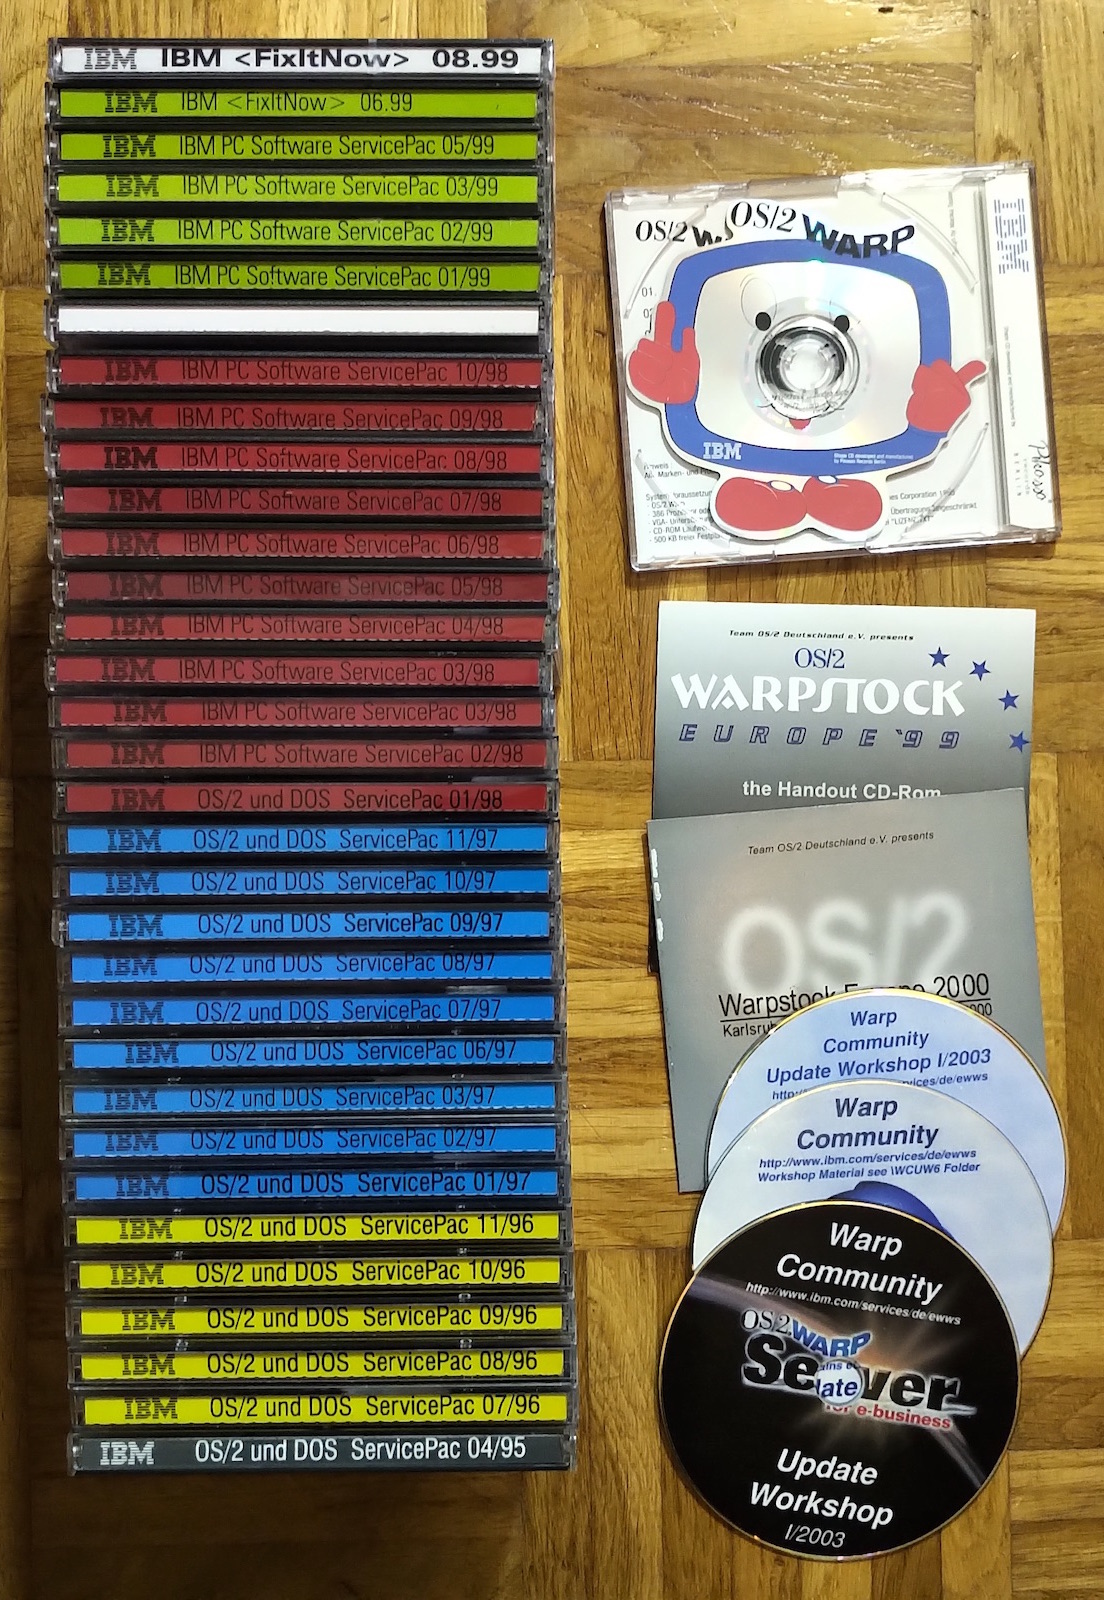 IBM IBM <FixItNow> 08.99
IBM IBM <FixItNow> 06.99
IBM IBM PC Software ServicePac 05/99
IBM IBM PC Software ServicePac 03/99
IBM IBM PC Software ServicePac 02/99
IBM IBM PC Software ServicePac 01/99
IBM IBM PC Software ServicePac 10/98
IBM IBM PC Software ServicePac 09/98
IBM IBM PC Software ServicePac 08/98
IBM IBM PC Software ServicePac 07/98
IBM IBM PC Software ServicePac 06/98
IBM IBM PC Software ServicePac 05/98
IBM IBM PC Software ServicePac 04/98
IBM IBM PC Software ServicePac 03/98
IBM IBM PC Software ServicePac 03/98
IBM IBM PC Software ServicePac 02/98
IBM OS/2 und DOS ServicePac 01/98
IBM OS/2 und DOS ServicePac 11/97
IBM OS/2 und DOS ServicePac 10/97
IBM OS/2 und DOS ServicePac 09/97
IBM OS/2 und DOS ServicePac 08/97
IBM OS/2 und DOS ServicePac 07/97
IBM OS/2 und DOS ServicePac 06/97
IBM OS/2 und DOS ServicePac 03/97
IBM OS/2 und DOS ServicePac 02/97
IBM OS/2 und DOS ServicePac 01/97
IBM OS/2 und DOS ServicePac 11/96
IBM OS/2 und DOS ServicePac 10/96
IBM OS/2 und DOS ServicePac 09/96
IBM OS/2 und DOS ServicePac 08/96
IBM OS/2 und DOS ServicePac 07/96
IBM OS/2 und DOS ServicePac 04/95
OS/2
OS/2 WARP
IBM
IBM
Team OS/2 Deutschland e.V. presents
OS/2
WARPSTOCK
EUROPE '99
the Handout CD-Rom
Team OS/2 Deutschland e.V. presents
OS/2
Warpstock Europe 2000
Warp
Community
Update Workshop I/2003
Warp
Community
http://www.ibm.com/services/de/ewws
Workshop Material see \WCUW6 Folder
Warp
Community
http://www.ibm.com/services/de/ewws
OS/2 WARP
Server
for e-business
Update
Workshop
I/2003